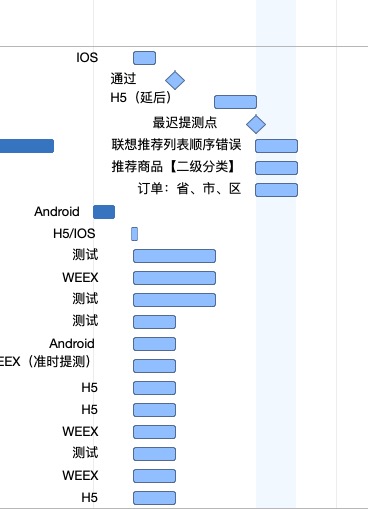 IOS
通过
H5（延后）
最迟提测点
联想推荐列表顺序错误
推荐商品【二级分类】
订单：省、市、区
Android
H5/IOS
测试
WEEX
测试
测试
Android
EEX（准时提测）
H5
H5
WEEX
测试
WEEX
H5